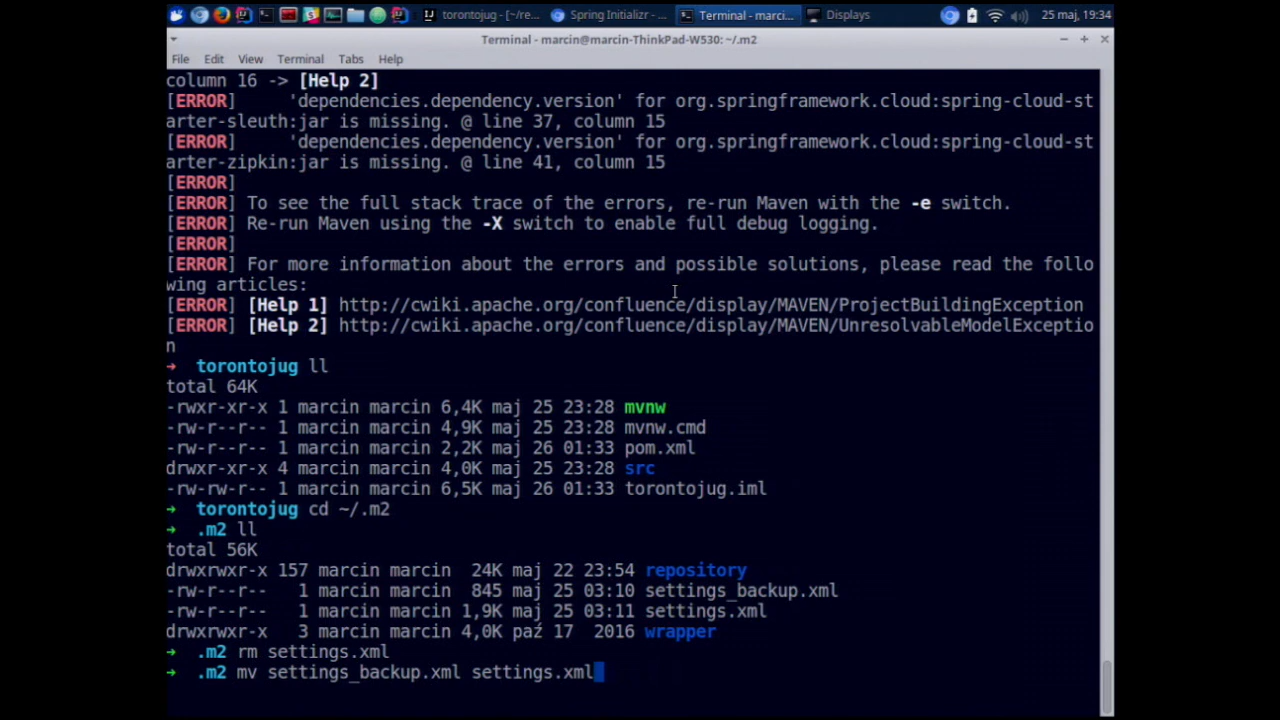 torontojug - [~/re...
Spring Initializr - ...
Terminal - marci...
Displays
25 maj, 19:34
Terminal - marcin@marcin-ThinkPad-W530: ~/.m2
File Edit View Terminal Tabs Help
column 16 -> [Help 2]
[ERROR]     'dependencies.dependency.version' for org.springframework.cloud:spring-cloud-st
arter-sleuth:jar is missing. @ line 37, column 15
[ERROR]     'dependencies.dependency.version' for org.springframework.cloud:spring-cloud-st
arter-zipkin:jar is missing. @ line 41, column 15
[ERROR]
[ERROR] To see the full stack trace of the errors, re-run Maven with the -e switch.
[ERROR] Re-run Maven using the -X switch to enable full debug logging.
[ERROR]
[ERROR] For more information about the errors and possible solutions, please read the follo
wing articles:
[ERROR] [Help 1] http://cwiki.apache.org/confluence/display/MAVEN/ProjectBuildingException
[ERROR] [Help 2] http://cwiki.apache.org/confluence/display/MAVEN/UnresolvableModelExceptio
n
→  torontojug ll
total 64K
-rwxr-xr-x 1 marcin marcin 6,4K maj 25 23:28 mvnw
-rw-r--r-- 1 marcin marcin 4,9K maj 25 23:28 mvnw.cmd
-rw-r--r-- 1 marcin marcin 2,2K maj 26 01:33 pom.xml
drwxr-xr-x 4 marcin marcin 4,0K maj 25 23:28 src
-rw-rw-r-- 1 marcin marcin 6,5K maj 26 01:33 torontojug.iml
→  torontojug cd ~/.m2
→  .m2 ll
total 56K
drwxrwxr-x 157 marcin marcin  24K maj 22 23:54 repository
-rw-r--r--   1 marcin marcin  845 maj 25 03:10 settings_backup.xml
-rw-r--r--   1 marcin marcin 1,9K maj 25 03:11 settings.xml
drwxrwxr-x   3 marcin marcin 4,0K paź 17  2016 wrapper
→  .m2 rm settings.xml
→  .m2 mv settings_backup.xml settings.xml